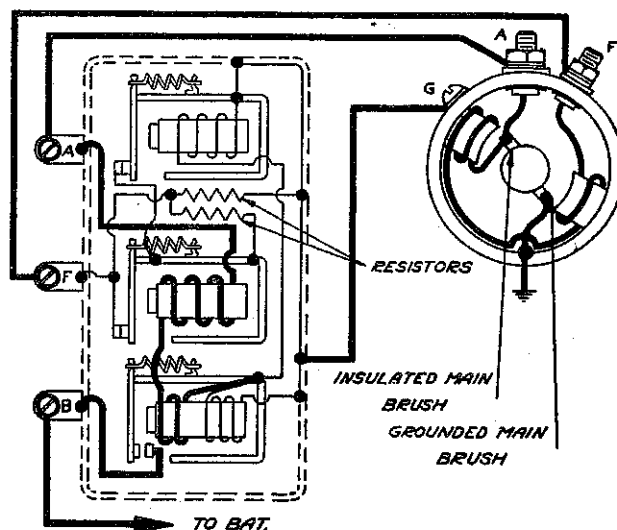 A
F
G
A
F
B
RESISTORS
INSULATED MAIN
BRUSH
GROUNDED MAIN
BRUSH
TO BAT.